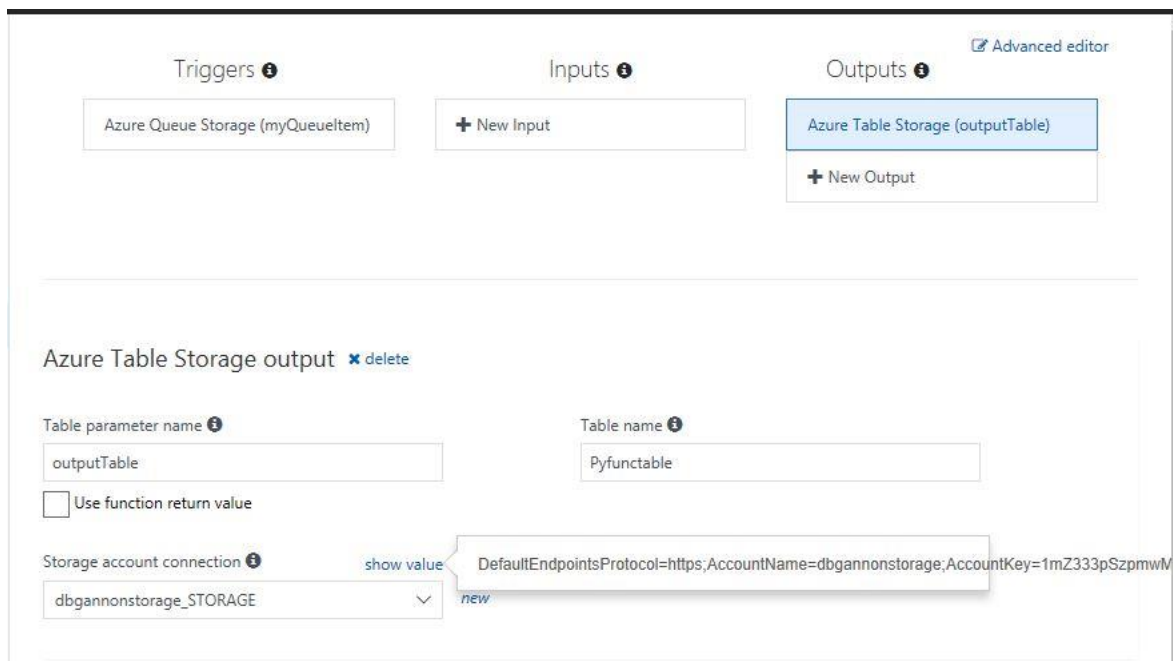 Advanced editor
Triggers Inputs Outputs
Azure Queue Storage (myQueueItem) + New Input Azure Table Storage (outputTable)
+ New Output
Azure Table Storage output × delete
Table parameter name Table name
outputTable Pyfunctable
Use function return value
Storage account connection show value DefaultEndpointsProtocol=https;AccountName=dbgannonstorage;AccountKey=1mZ333pSzpmwM
dbgannonstorage_STORAGE new